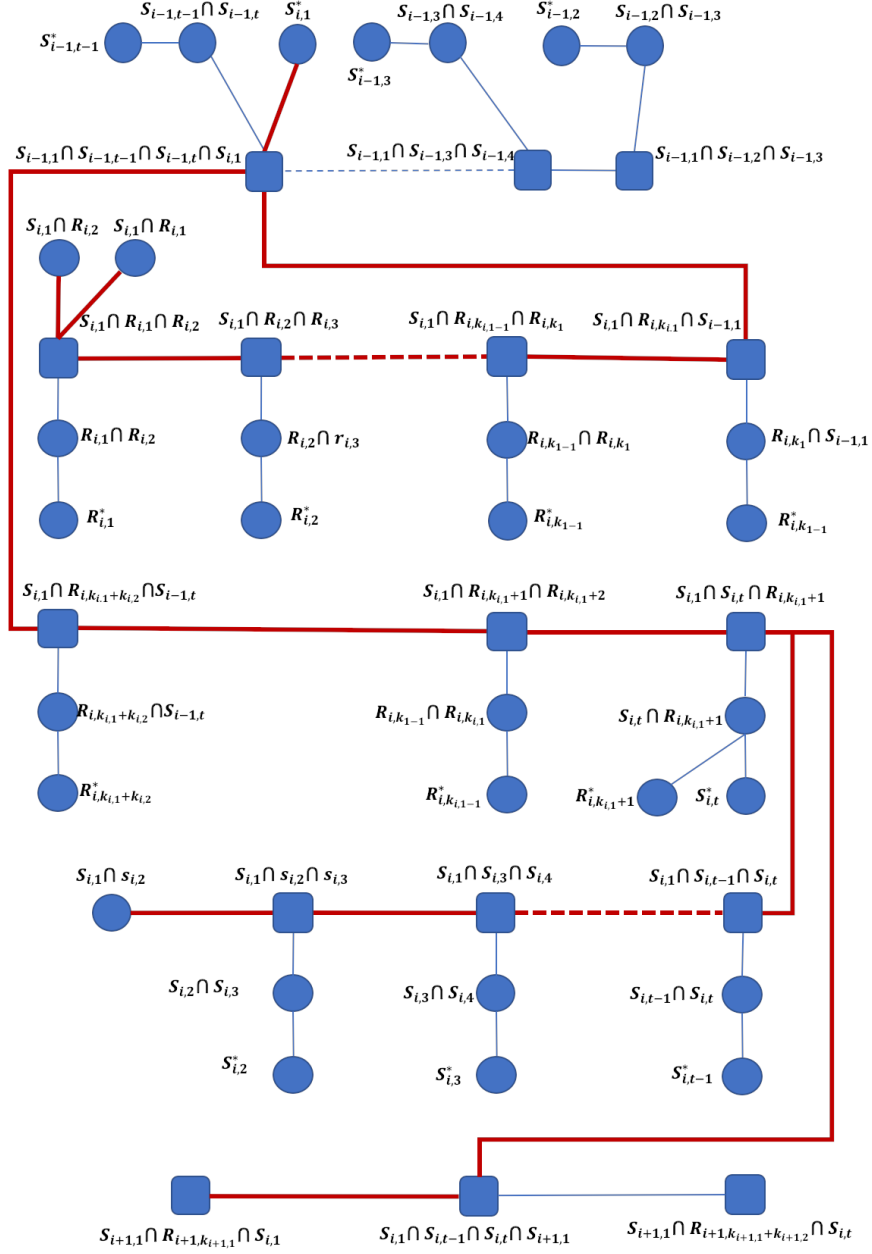 S_{i-1,t-1}∩S_{i-1,t}
S^*_{i,1}
S_{i-1,3}∩S_{i-1,4}
S^*_{i-1,2}
S_{i-1,2}∩S_{i-1,3}
S^*_{i-1,t-1}
S^*_{i-1,3}
S_{i-1,1}∩S_{i-1,t-1}∩S_{i-1,t}∩S_{i,1}
S_{i-1,1}∩S_{i-1,3}∩S_{i-1,4}
S_{i-1,1}∩S_{i-1,2}∩S_{i-1,3}
S_{i,1}∩R_{i,2}
S_{i,1}∩R_{i,1}
S_{i,1}∩R_{i,1}∩R_{i,2}
S_{i,1}∩R_{i,2}∩R_{i,3}
S_{i,1}∩R_{i,k_{i,1-1}}∩R_{i,k_1}
S_{i,1}∩R_{i,k_{i,1}}∩S_{i-1,1}
R_{i,1}∩R_{i,2}
R_{i,2}∩r_{i,3}
R_{i,k_{1-1}}∩R_{i,k_1}
R_{i,k_1}∩S_{i-1,1}
R^*_{i,1}
R^*_{i,2}
R^*_{i,k_{1-1}}
R^*_{i,k_{1-1}}
S_{i,1}∩R_{i,k_{i,1}+k_{i,2}}∩S_{i-1,t}
S_{i,1}∩R_{i,k_{i,1}+1}∩R_{i,k_{i,1}+2}
S_{i,1}∩S_{i,t}∩R_{i,k_{i,1}+1}
R_{i,k_{i,1}+k_{i,2}}∩S_{i-1,t}
R_{i,k_{1-1}}∩R_{i,k_{i,1}}
S_{i,t}∩R_{i,k_{i,1}+1}
R^*_{i,k_{i,1}+k_{i,2}}
R^*_{i,k_{i,1-1}}
R^*_{i,k_{i,1}+1}
S^*_{i,t}
S_{i,1}∩s_{i,2}
S_{i,1}∩s_{i,2}∩s_{i,3}
S_{i,1}∩S_{i,3}∩S_{i,4}
S_{i,1}∩S_{i,t-1}∩S_{i,t}
S_{i,2}∩S_{i,3}
S_{i,3}∩S_{i,4}
S_{i,t-1}∩S_{i,t}
S^*_{i,2}
S^*_{i,3}
S^*_{i,t-1}
S_{i+1,1}∩R_{i+1,k_{i+1,1}}∩S_{i,1}
S_{i,1}∩S_{i,t-1}∩S_{i,t}∩S_{i+1,1}
S_{i+1,1}∩R_{i+1,k_{i+1,1}+k_{i+1,2}}∩S_{i,t}